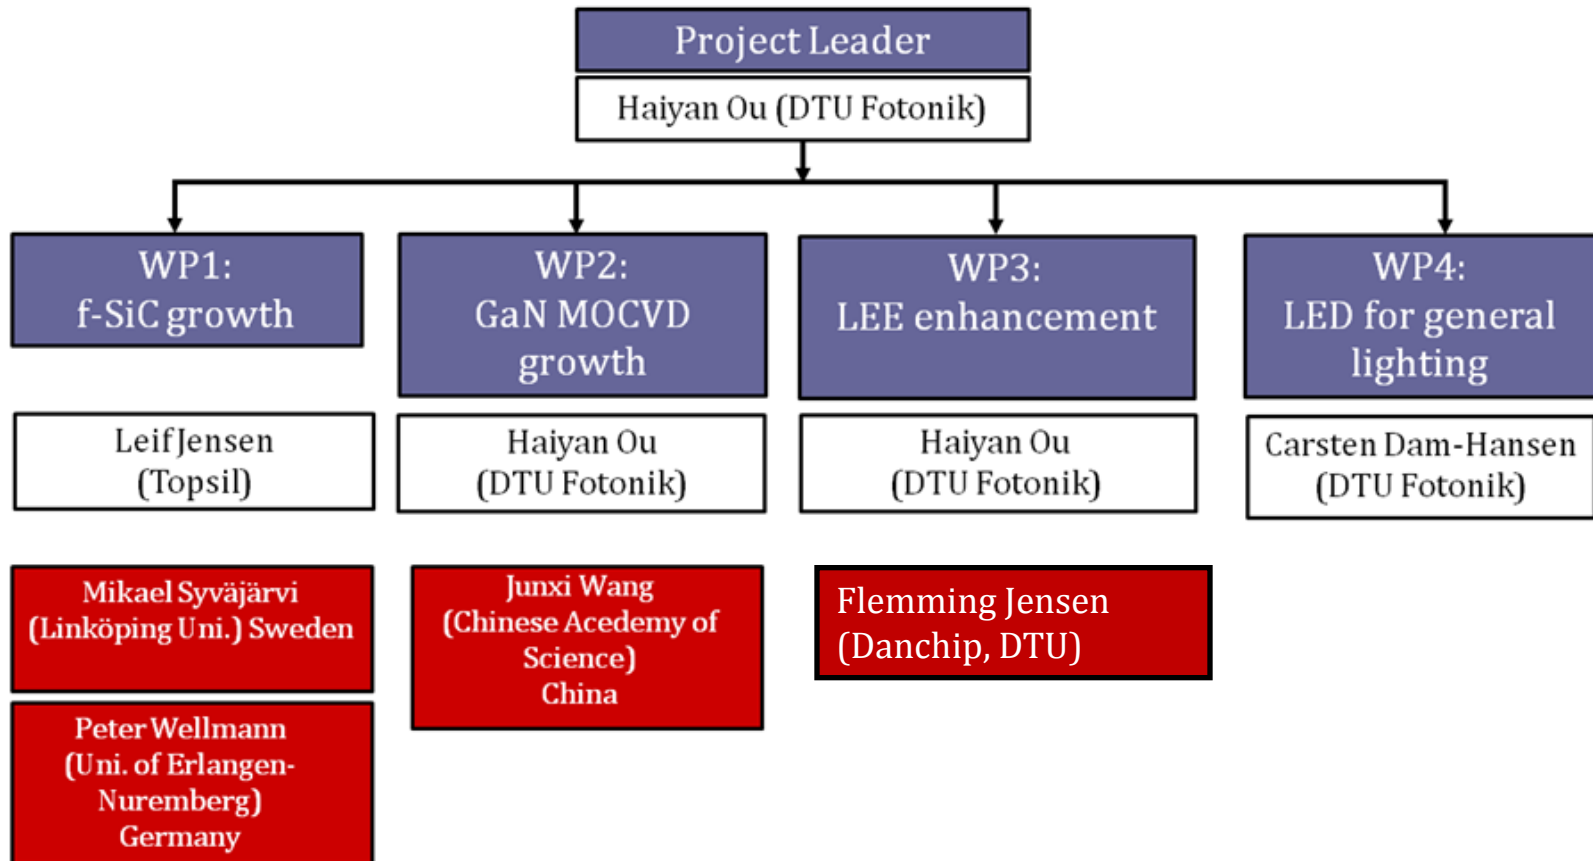 Project Leader
Haiyan Ou (DTU Fotonik)
WP1:
f-SiC growth
Leif Jensen
(Topsil)
Mikael Syväjärvi
(Linköping Uni.) Sweden
Peter Wellmann
(Uni. of Erlangen-
Nuremberg)
Germany
WP2:
GaN MOCVD
growth
Haiyan Ou
(DTU Fotonik)
Junxi Wang
(Chinese Acedemy of
Science)
China
WP3:
LEE enhancement
Haiyan Ou
(DTU Fotonik)
Flemming Jensen
(Danchip, DTU)
WP4:
LED for general
lighting
Carsten Dam-Hansen
(DTU Fotonik)